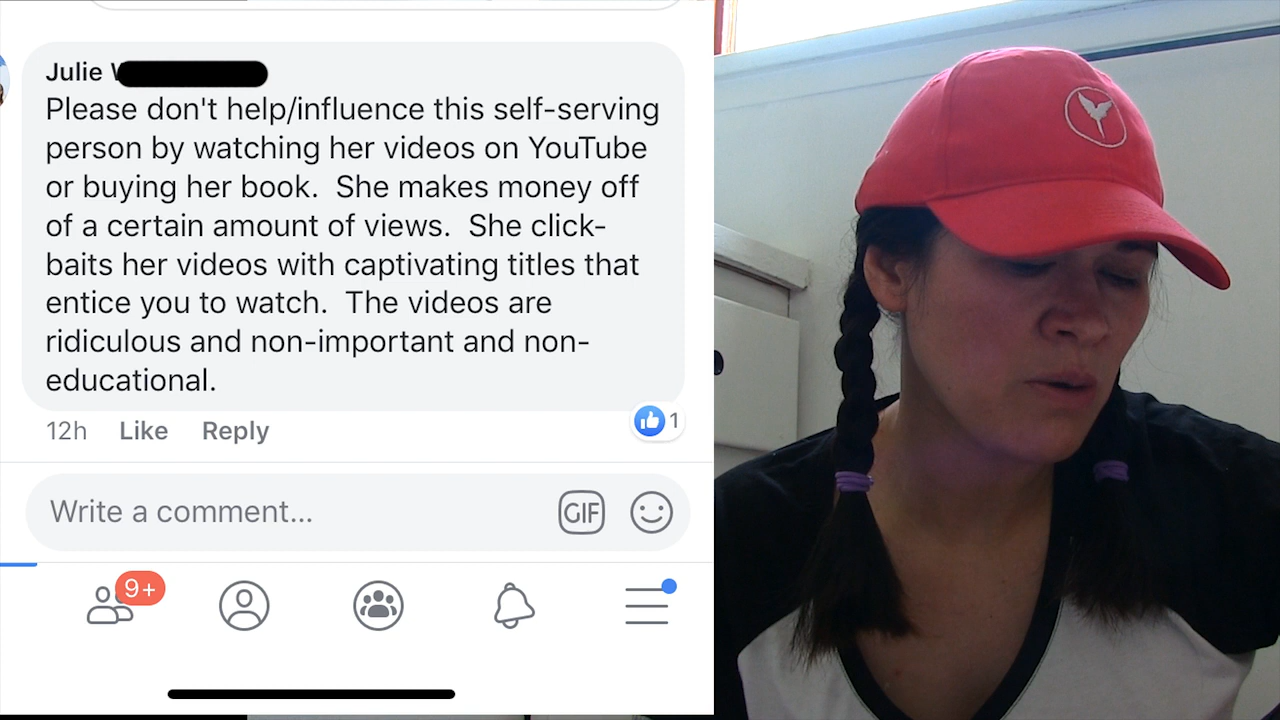 Julie
Please don't help/influence this self-serving
person by watching her videos on YouTube
or buying her book.  She makes money off
of a certain amount of views.  She click-
baits her videos with captivating titles that
entice you to watch.  The videos are
ridiculous and non-important and non-
educational.
12h Like Reply 1
Write a comment... GIF
9+